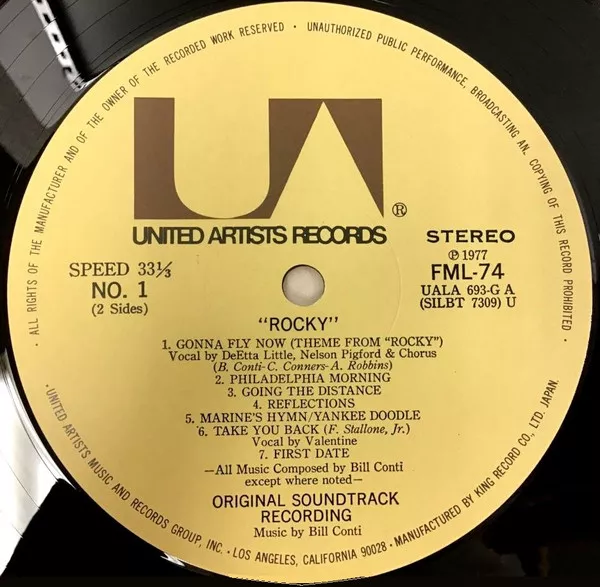 · ALL RIGHTS OF THE MANUFACTURER AND OF THE OWNER OF THE RECORDED WORK RESERVED · UNAUTHORIZED PUBLIC PERFORMANCE, BROADCASTING AND COPYING OF THIS RECORD PROHIBITED ·
UA ®
UNITED ARTISTS RECORDS
STEREO
SPEED 33⅓
NO. 1
(2 Sides)
℗ 1977
FML-74
UALA 693-G A
(SILBT 7309) U
"ROCKY"
1. GONNA FLY NOW (THEME FROM "ROCKY")
Vocal by DeEtta Little, Nelson Pigford & Chorus
(B. Conti-C. Conners-A. Robbins)
2. PHILADELPHIA MORNING
3. GOING THE DISTANCE
4. REFLECTIONS
5. MARINE'S HYMN/YANKEE DOODLE
6. TAKE YOU BACK (F. Stallone, Jr.)
Vocal by Valentine
7. FIRST DATE
—All Music Composed by Bill Conti
except where noted—
ORIGINAL SOUNDTRACK
RECORDING
Music by Bill Conti
· UNITED ARTISTS MUSIC AND RECORDS GROUP, INC. · LOS ANGELES, CALIFORNIA 90028 · MANUFACTURED BY KING RECORD CO, LTD. JAPAN.